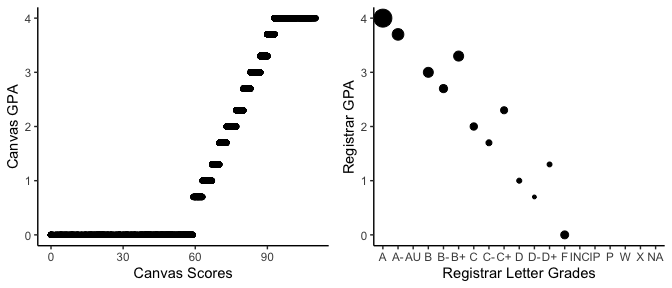 4
3
2
1
0
Canvas GPA
0 30 60 90
Canvas Scores
4
3
2
1
0
Registrar GPA
A A- AU B B- B+ C C- C+ D D- D+ F INC IP P W X NA
Registrar Letter Grades